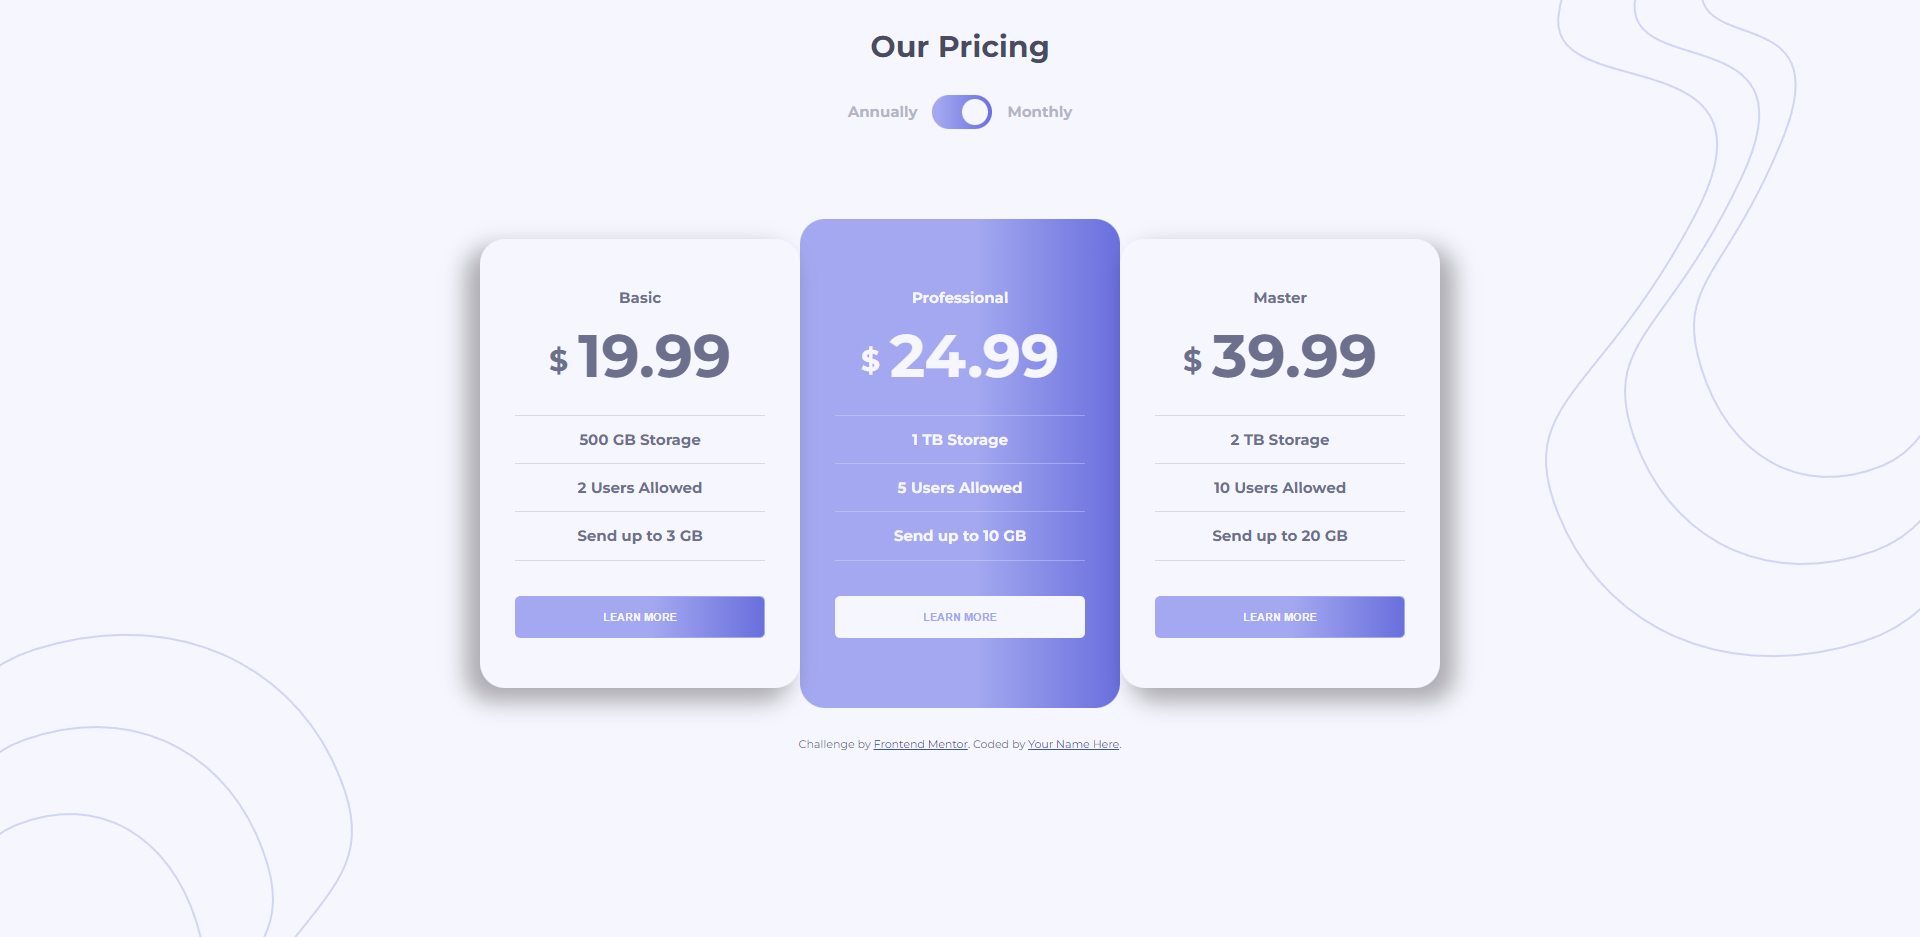 Our Pricing
Annually Monthly
Basic
$ 19.99
500 GB Storage
2 Users Allowed
Send up to 3 GB
LEARN MORE
Professional
$ 24.99
1 TB Storage
5 Users Allowed
Send up to 10 GB
LEARN MORE
Master
$ 39.99
2 TB Storage
10 Users Allowed
Send up to 20 GB
LEARN MORE
Challenge by Frontend Mentor. Coded by Your Name Here.